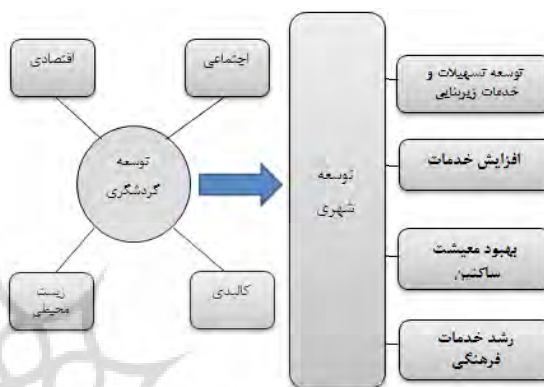 اقتصادی
اجتماعی
توسعه
گردشگری
زیست
محیطی
کالبدی
توسعه
شهری
توسعه تسهیلات و
خدمات زیربنایی
افزایش خدمات
بهبود معیشت
ساکنین
رشد خدمات
فرهنگی